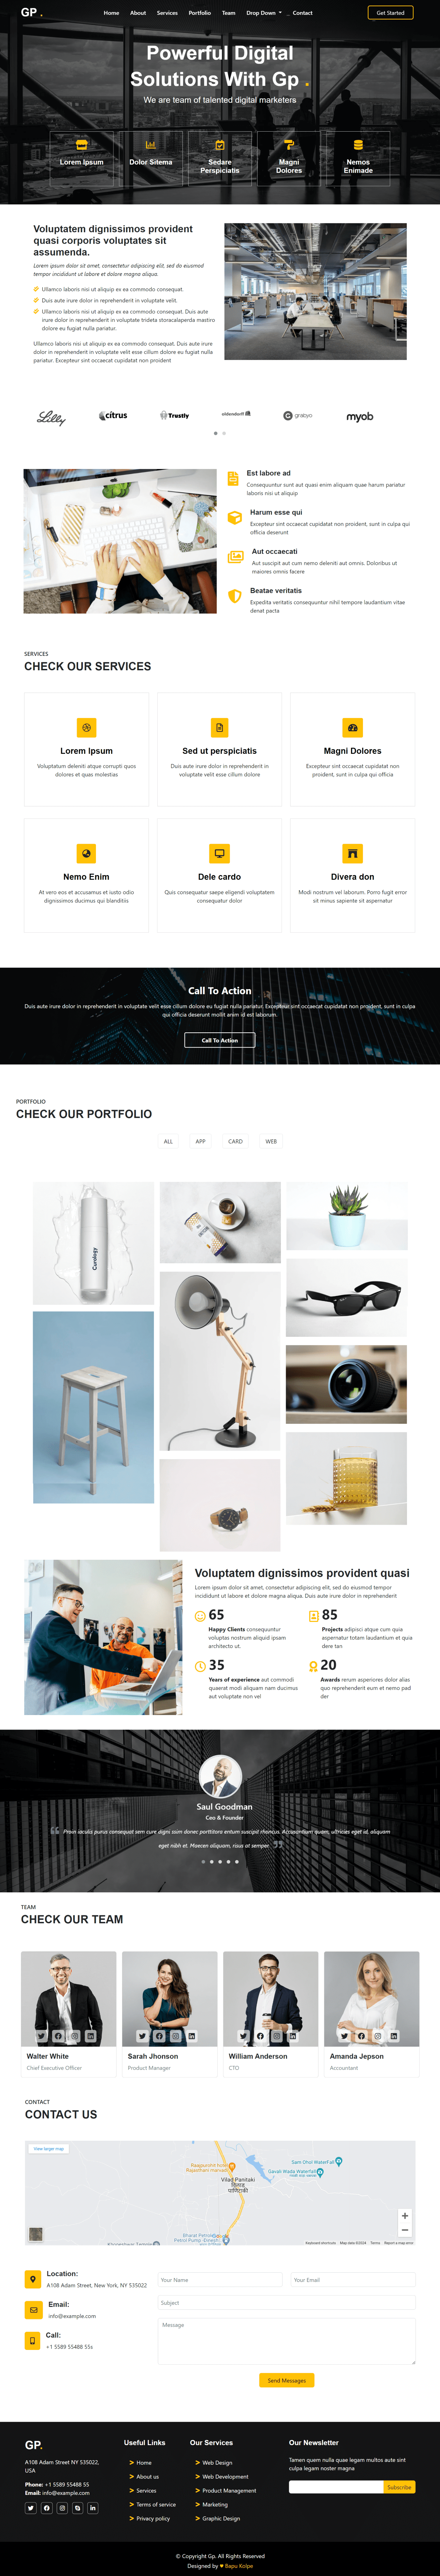 GP .
Home About Services Portfolio Team Drop Down Contact
Get Started
Powerful Digital
Solutions With Gp .
We are team of talented digital marketers
Lorem Ipsum
Dolor Sitema
Sedare
Perspiciatis
Magni
Dolores
Nemos
Enimade
Voluptatem dignissimos provident
quasi corporis voluptates sit
assumenda.
Lorem ipsum dolor sit amet, consectetur adipiscing elit, sed do eiusmod
tempor incididunt ut labore et dolore magna aliqua.
Ullamco laboris nisi ut aliquip ex ea commodo consequat.
Duis aute irure dolor in reprehenderit in voluptate velit.
Ullamco laboris nisi ut aliquip ex ea commodo consequat. Duis aute
irure dolor in reprehenderit in voluptate trideta storacalaperda mastiro
dolore eu fugiat nulla pariatur.
Ullamco laboris nisi ut aliquip ex ea commodo consequat. Duis aute irure
dolor in reprehenderit in voluptate velit esse cillum dolore eu fugiat nulla
pariatur. Excepteur sint occaecat cupidatat non proident
Lilly
citrus
Trustly
oldendorff
grabyo
myob
Est labore ad
Consequuntur sunt aut quasi enim aliquam quae harum pariatur
laboris nisi ut aliquip
Harum esse qui
Excepteur sint occaecat cupidatat non proident, sunt in culpa qui
officia deserunt
Aut occaecati
Aut suscipit aut cum nemo deleniti aut omnis. Doloribus ut
maiores omnis facere
Beatae veritatis
Expedita veritatis consequuntur nihil tempore laudantium vitae
denat pacta
SERVICES
CHECK OUR SERVICES
Lorem Ipsum
Voluptatum deleniti atque corrupti quos
dolores et quas molestias
Sed ut perspiciatis
Duis aute irure dolor in reprehenderit in
voluptate velit esse cillum dolore
Magni Dolores
Excepteur sint occaecat cupidatat non
proident, sunt in culpa qui officia
Nemo Enim
At vero eos et accusamus et iusto odio
dignissimos ducimus qui blanditiis
Dele cardo
Quis consequatur saepe eligendi voluptatem
consequatur dolor
Divera don
Modi nostrum vel laborum. Porro fugit error
sit minus sapiente sit aspernatur
Call To Action
Duis aute irure dolor in reprehenderit in voluptate velit esse cillum dolore eu fugiat nulla pariatur. Excepteur sint occaecat cupidatat non proident, sunt in culpa
qui officia deserunt mollit anim id est laborum.
Call To Action
PORTFOLIO
CHECK OUR PORTFOLIO
ALL APP CARD WEB
Curology
Voluptatem dignissimos provident quasi
Lorem ipsum dolor sit amet, consectetur adipiscing elit, sed do eiusmod tempor
incididunt ut labore et dolore magna aliqua. Duis aute irure dolor in reprehenderit
65
Happy Clients consequuntur
voluptas nostrum aliquid ipsam
architecto ut.
85
Projects adipisci atque cum quia
aspernatur totam laudantium et quia
dere tan
35
Years of experience aut commodi
quaerat modi aliquam nam ducimus
aut voluptate non vel
20
Awards rerum asperiores dolor alias
quo reprehenderit eum et nemo pad
der
Saul Goodman
Ceo & Founder
Proin iaculis purus consequat sem cure digni ssim donec porttitora entum suscipit rhoncus. Accusantium quam, ultricies eget id, aliquam
eget nibh et. Maecen aliquam, risus at semper.
TEAM
CHECK OUR TEAM
Walter White
Chief Executive Officer
Sarah Jhonson
Product Manager
William Anderson
CTO
Amanda Jepson
Accountant
CONTACT
CONTACT US
View larger map
Vilad Panitaki
Sam Dhul Waterfall
Location:
A108 Adam Street, New York, NY 535022
Email:
info@example.com
Call:
+1 5589 55488 55s
Your Name
Your Email
Subject
Message
Send Messages
GP.
A108 Adam Street NY 535022,
USA
Phone: +1 5589 55488 55
Email: info@example.com
Useful Links
Home
About us
Services
Terms of service
Privacy policy
Our Services
Web Design
Web Development
Product Management
Marketing
Graphic Design
Our Newsletter
Tamen quem nulla quae legam multos aute sint
culpa legam noster magna
Subscribe
© Copyright Gp. All Rights Reserved
Designed by ♥ Bapu Kolpe